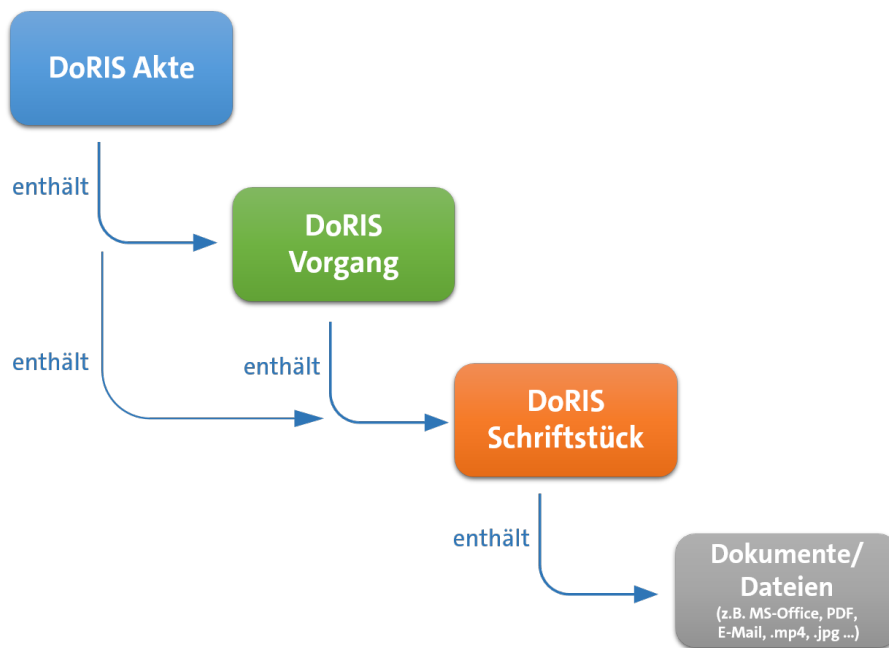 DoRIS Akte
enthält
DoRIS
Vorgang
enthält
enthält
DoRIS
Schriftstück
enthält
Dokumente/
Dateien
(z.B. MS-Office, PDF,
E-Mail, .mp4, .jpg ...)